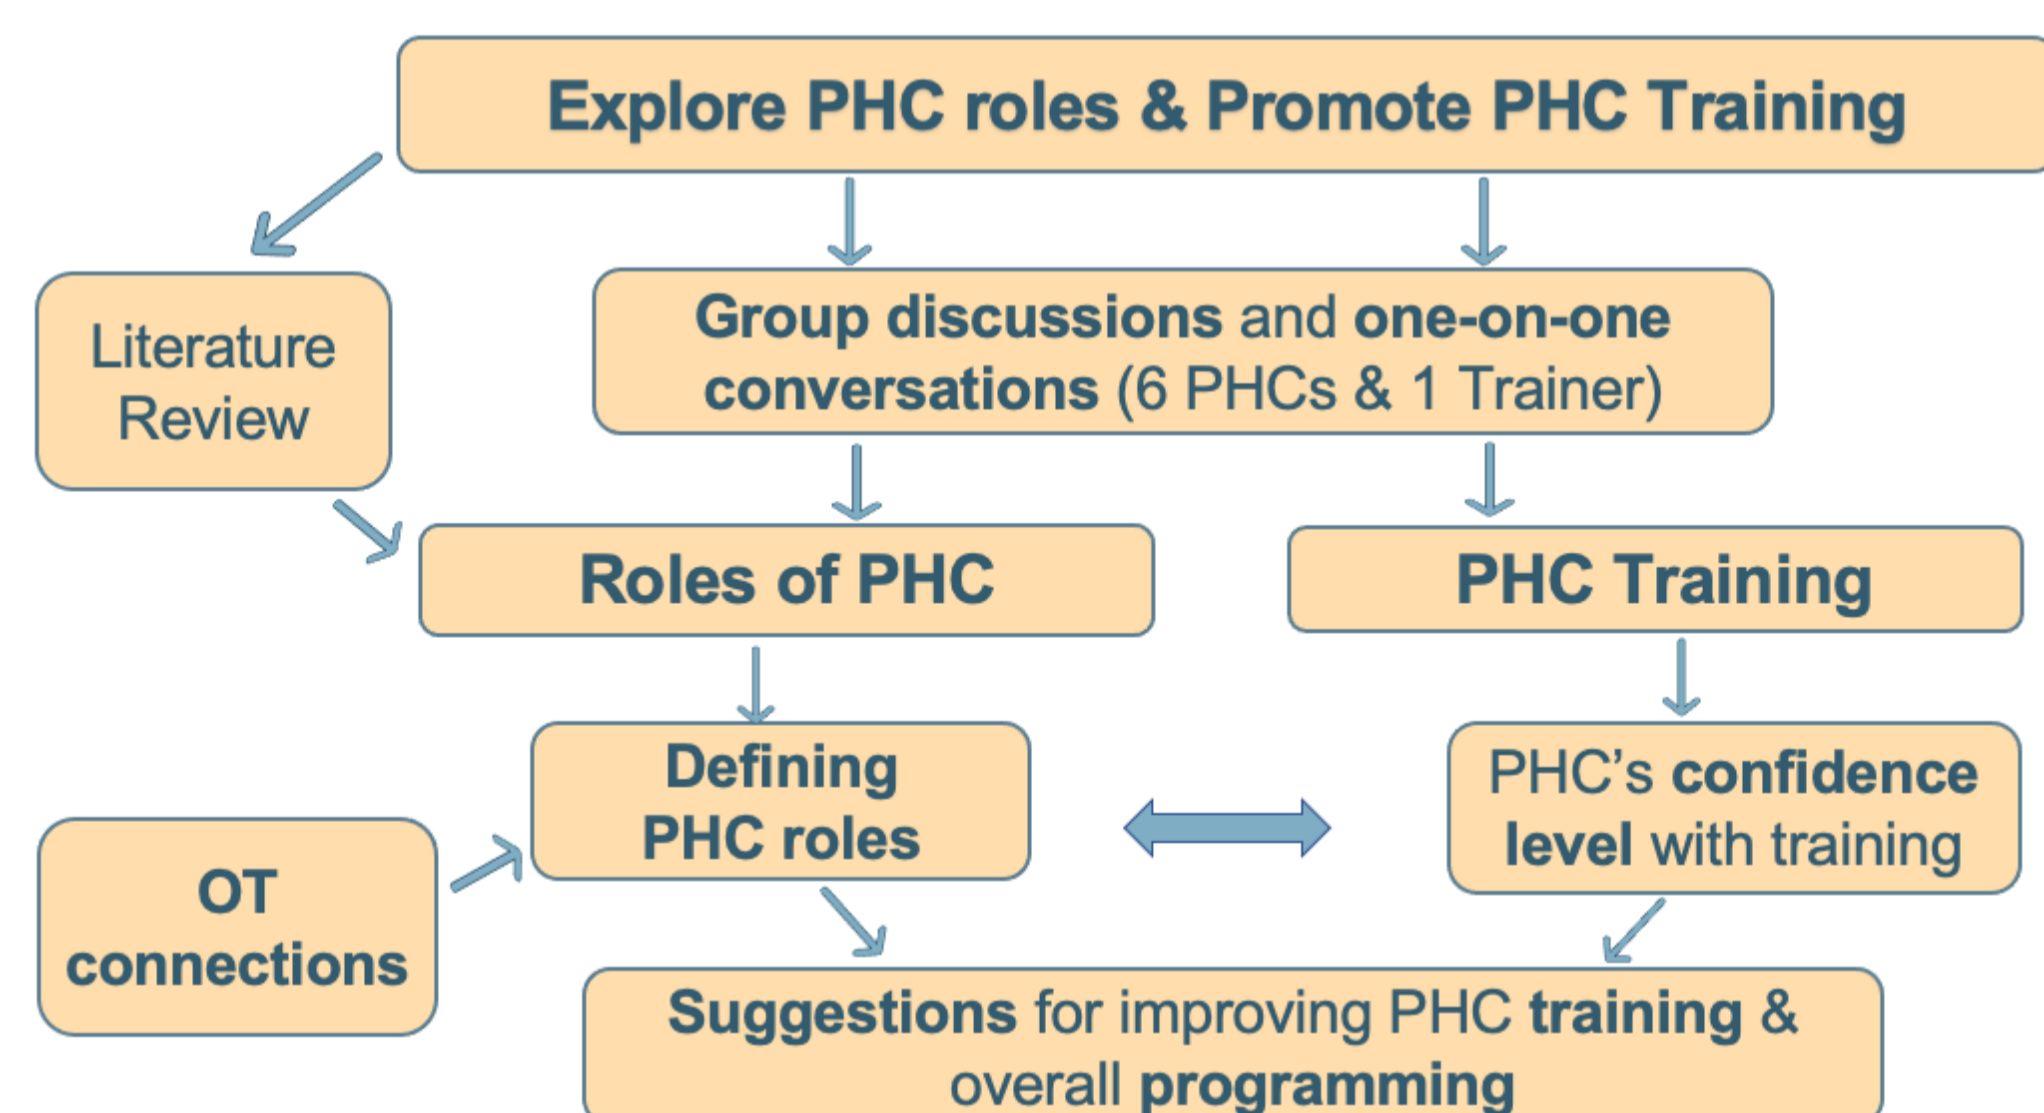 Explore PHC roles & Promote PHC Training
Literature
Review
Group discussions and one-on-one
conversations (6 PHCs & 1 Trainer)
Roles of PHC
PHC Training
Defining
PHC roles
PHC’s confidence
level with training
OT
connections
Suggestions for improving PHC training &
overall programming